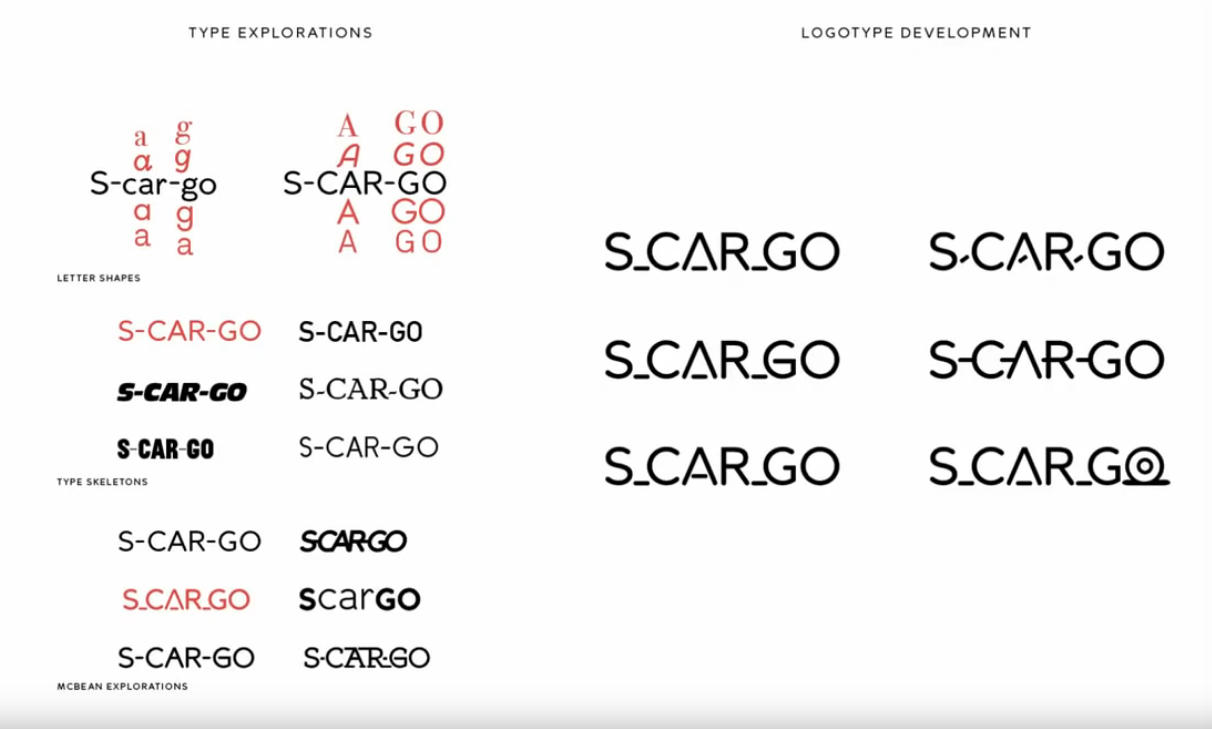 TYPE EXPLORATIONS
LOGOTYPE DEVELOPMENT
a g
a g
S-car-go
a g
a a
A GO
A GO
S-CAR-GO
A GO
A GO
LETTER SHAPES
S-CAR-GO
S-CAR-GO
S-CAR-GO
S-CAR-GO
S-CAR-GO
S-CAR-GO
TYPE SKELETONS
S-CAR-GO
SCAR-GO
S_CAR_GO
scarGO
S-CAR-GO
S-CAR-GO
MCBEAN EXPLORATIONS
S_CAR_GO
S-CAR-GO
S_CAR_GO
S-CAR-GO
S_CAR_GO
S_CAR_GO